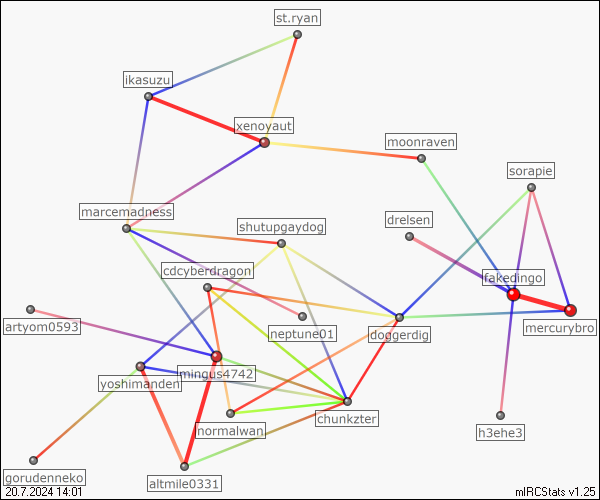 st.ryan
ikasuzu
xenoyaut
moonraven
sorapie
marcemadness
shutupgaydog
drelsen
cdcyberdragon
fakedingo
artyom0593
neptune01
doggerdig
mercurybro
yoshimanden
mingus4742
normalwan
chunkzter
h3ehe3
gorudenneko
altmile0331
20.7.2024 14:01
mIRCStats v1.25